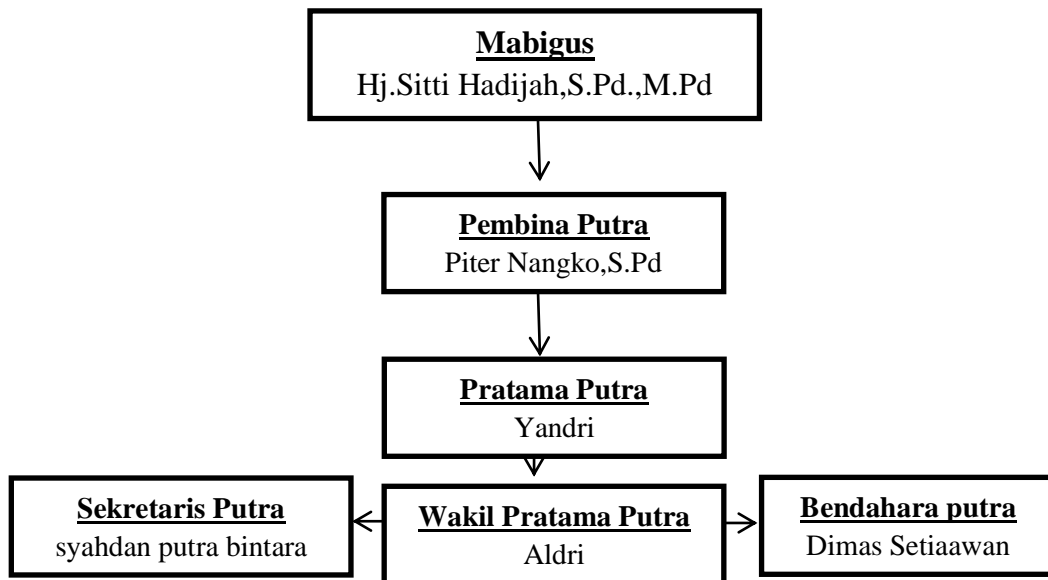 Mabigus
Hj.Sitti Hadijah,S.Pd.,M.Pd
Pembina Putra
Piter Nangko,S.Pd
Pratama Putra
Yandri
Sekretaris Putra
syahdan putra bintara
Wakil Pratama Putra
Aldri
Bendahara putra
Dimas Setiaawan